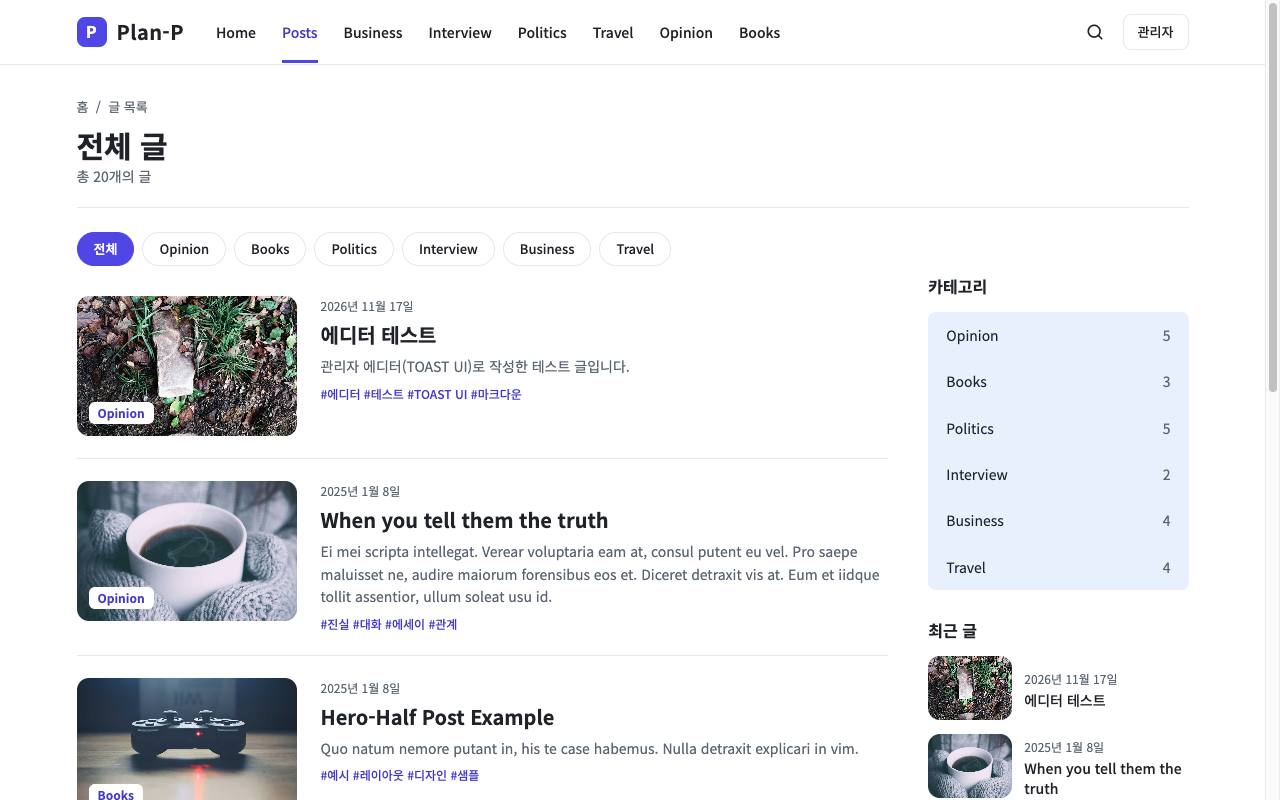 P Plan-P Home Posts Business Interview Politics Travel Opinion Books 관리자
홈 / 글 목록
전체 글
총 20개의 글
전체 Opinion Books Politics Interview Business Travel
Opinion
2026년 11월 17일
에디터 테스트
관리자 에디터(TOAST UI)로 작성한 테스트 글입니다.
#에디터 #테스트 #TOAST UI #마크다운
Opinion
2025년 1월 8일
When you tell them the truth
Ei mei scripta intellegat. Verear voluptaria eam at, consul putent eu vel. Pro saepe
maluisset ne, audire maiorum forensibus eos et. Diceret detraxit vis at. Eum et iidque
tollit assentior, ullum soleat usu id.
#진실 #대화 #에세이 #관계
Books
2025년 1월 8일
Hero-Half Post Example
Quo natum nemore putant in, his te case habemus. Nulla detraxit explicari in vim.
#예시 #레이아웃 #디자인 #샘플
카테고리
Opinion 5
Books 3
Politics 5
Interview 2
Business 4
Travel 4
최근 글
2026년 11월 17일
에디터 테스트
2025년 1월 8일
When you tell them the
truth